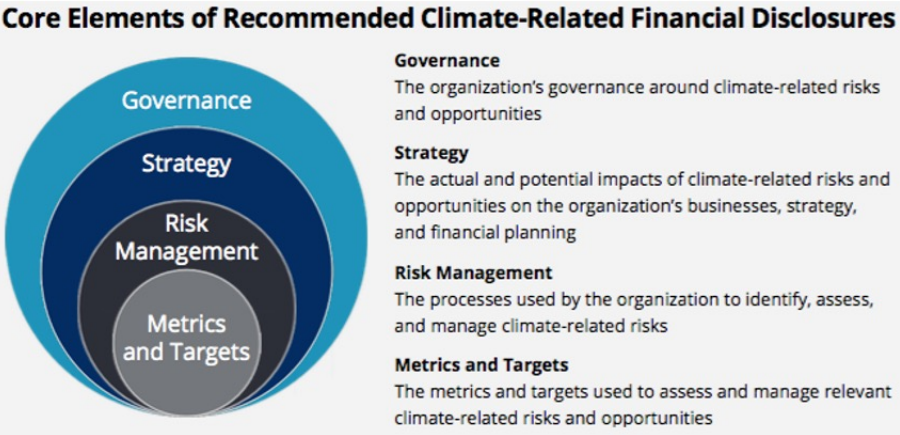 Core Elements of Recommended Climate-Related Financial Disclosures
Governance
Strategy
Risk
Management
Metrics
and Targets
Governance
The organization’s governance around climate-related risks
and opportunities
Strategy
The actual and potential impacts of climate-related risks and
opportunities on the organization’s businesses, strategy,
and financial planning
Risk Management
The processes used by the organization to identify, assess,
and manage climate-related risks
Metrics and Targets
The metrics and targets used to assess and manage relevant
climate-related risks and opportunities